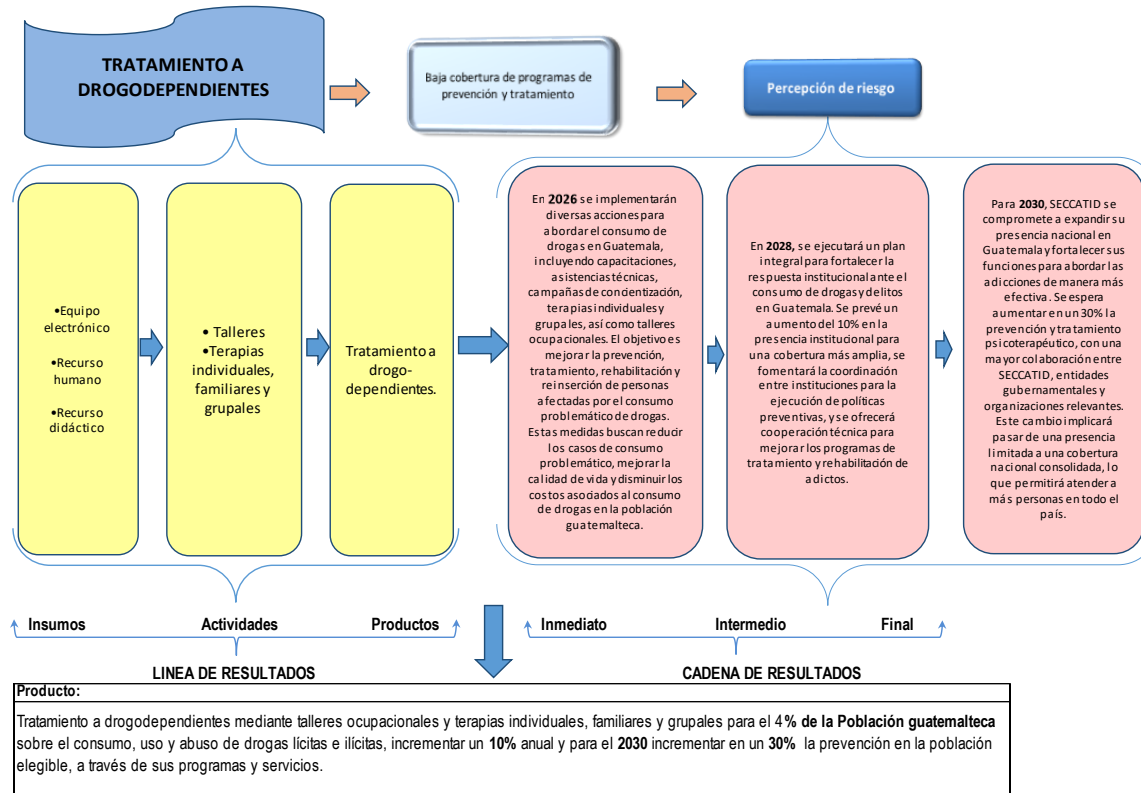 TRATAMIENTO A
DROGODEPENDIENTES
Baja cobertura de programas de
prevención y tratamiento
Percepción de riesgo
•Equipo
electrónico
•Recurso
humano
•Recurso
didáctico
• Talleres
•Terapias
individuales,
familiares y
grupales
Tratamiento a
drogo-
dependientes.
En 2026 se implementarán
diversas acciones para
abordar el consumo de
drogas en Guatemala,
incluyendo capacitaciones,
asistencias técnicas,
campañas de concientización,
terapias individuales y
grupales, así como talleres
ocupacionales. El objetivo es
mejorar la prevención,
tratamiento, rehabilitación y
reinserción de personas
afectadas por el consumo
problemático de drogas.
Estas medidas buscan reducir
los casos de consumo
problemático, mejorar la
calidad de vida y disminuir los
costos asociados al consumo
de drogas en la población
guatemalteca.
En 2028, se ejecutará un plan
integral para fortalecer la
respuesta institucional ante el
consumo de drogas y delitos
en Guatemala. Se prevé un
aumento del 10% en la
presencia institucional para
una cobertura más amplia, se
fomentará la coordinación
entre instituciones para la
ejecución de políticas
preventivas, y se ofrecerá
cooperación técnica para
mejorar los programas de
tratamiento y rehabilitación de
adictos.
Para 2030, SECCATID se
compromete a expandir su
presencia nacional en
Guatemala y fortalecer sus
funciones para abordar las
adicciones de manera más
efectiva. Se espera
aumentar en un 30% la
prevención y tratamiento
psicoterapéutico, con una
mayor colaboración entre
SECCATID, entidades
gubernamentales y
organizaciones relevantes.
Este cambio implicará
pasar de una presencia
limitada a una cobertura
nacional consolidada, lo
que permitirá atender a
más personas en todo el
país.
Insumos Actividades Productos Inmediato Intermedio Final
LINEA DE RESULTADOS CADENA DE RESULTADOS
Producto:
Tratamiento a drogodependientes mediante talleres ocupacionales y terapias individuales, familiares y grupales para el 4% de la Población guatemalteca
sobre el consumo, uso y abuso de drogas lícitas e ilícitas, incrementar un 10% anual y para el 2030 incrementar en un 30% la prevención en la población
elegible, a través de sus programas y servicios.